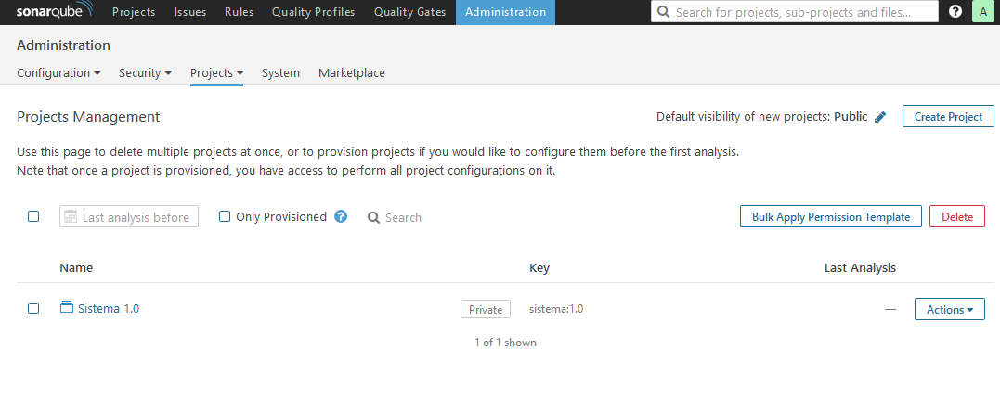 sonarqube Projects Issues Rules Quality Profiles Quality Gates Administration Search for projects, sub-projects and files... ? A
Administration
Configuration Security Projects System Marketplace
Projects Management Default visibility of new projects: Public Create Project
Use this page to delete multiple projects at once, or to provision projects if you would like to configure them before the first analysis.
Note that once a project is provisioned, you have access to perform all project configurations on it.
Last analysis before Only Provisioned ? Search Bulk Apply Permission Template Delete
Name Key Last Analysis
Sistema 1.0 Private sistema:1.0 — Actions
1 of 1 shown